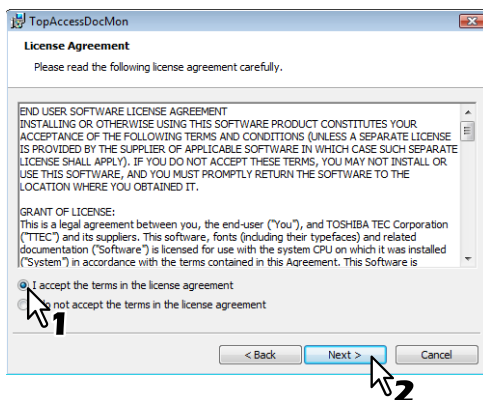 TopAccessDocMon
License Agreement
Please read the following license agreement carefully.
END USER SOFTWARE LICENSE AGREEMENT
INSTALLING OR OTHERWISE USING THIS SOFTWARE PRODUCT CONSTITUTES YOUR
ACCEPTANCE OF THE FOLLOWING TERMS AND CONDITIONS (UNLESS A SEPARATE LICENSE
IS PROVIDED BY THE SUPPLIER OF APPLICABLE SOFTWARE IN WHICH CASE SUCH SEPARATE
LICENSE SHALL APPLY). IF YOU DO NOT ACCEPT THESE TERMS, YOU MAY NOT INSTALL OR
USE THIS SOFTWARE, AND YOU MUST PROMPTLY RETURN THE SOFTWARE TO THE
LOCATION WHERE YOU OBTAINED IT.
GRANT OF LICENSE:
This is a legal agreement between you, the end-user ("You"), and TOSHIBA TEC Corporation
("TTEC") and its suppliers. This software, fonts (including their typefaces) and related
documentation ("Software") is licensed for use with the system CPU on which it was installed
("System") in accordance with the terms contained in this Agreement. This Software is
I accept the terms in the license agreement
do not accept the terms in the license agreement
1
< Back Next > Cancel
2